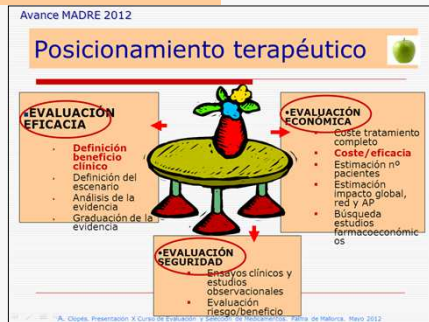 Avance MADRE 2012
Posicionamiento terapéutico
•EVALUACIÓN
EFICACIA
Definición
beneficio
clínico
Definición del
escenario
Análisis de la
evidencia
Graduación de la
evidencia
•EVALUACIÓN
ECONÓMICA
Coste tratamiento
completo
Coste/eficacia
Estimación nº
pacientes
Estimación
impacto global,
red y AP
Búsqueda
estudios
farmacoeconómic
os
•EVALUACIÓN
SEGURIDAD
Ensayos clínicos y
estudios
observacionales
Evaluación
riesgo/beneficio
A. Clopés. Presentación X Curso de Evaluación y Selección de Medicamentos. Palma de Mallorca. Mayo 2012